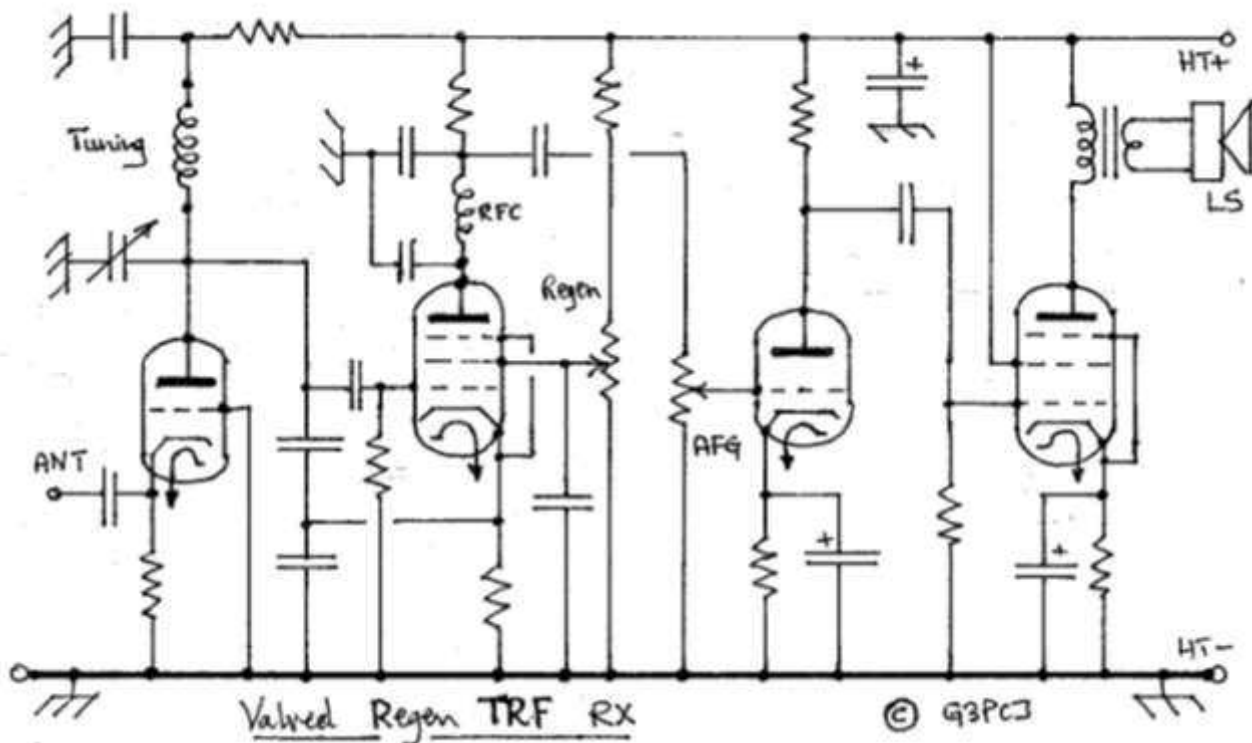 HT+
Tuning
RFC
LS
Regen
ANT
AFG
HT-
Valved Regen TRF RX
© G3PCJ